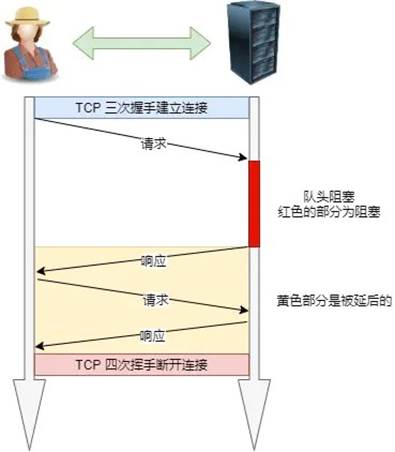 TCP 三次握手建立连接
请求
队头阻塞
红色的部分为阻塞
响应
请求
黄色部分是被延后的
响应
TCP 四次挥手断开连接